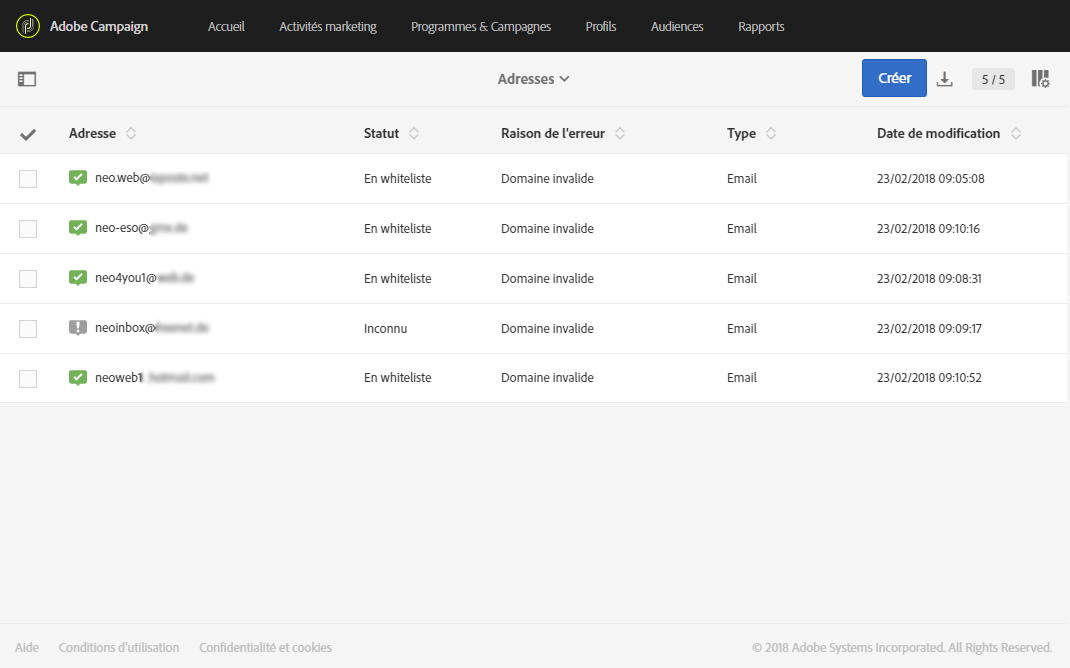 Adobe Campaign Accueil Activités marketing Programmes & Campagnes Profils Audiences Rapports
Adresses Créer 5 / 5
Adresse Statut Raison de l'erreur Type Date de modification
neo.web@ En whiteliste Domaine invalide Email 23/02/2018 09:05:08
neo-eso@ En whiteliste Domaine invalide Email 23/02/2018 09:10:16
neo4you1@ En whiteliste Domaine invalide Email 23/02/2018 09:08:31
neoinbox@ Inconnu Domaine invalide Email 23/02/2018 09:09:17
neoweb1 En whiteliste Domaine invalide Email 23/02/2018 09:10:52
Aide Conditions d'utilisation Confidentialité et cookies © 2018 Adobe Systems Incorporated. All Rights Reserved.